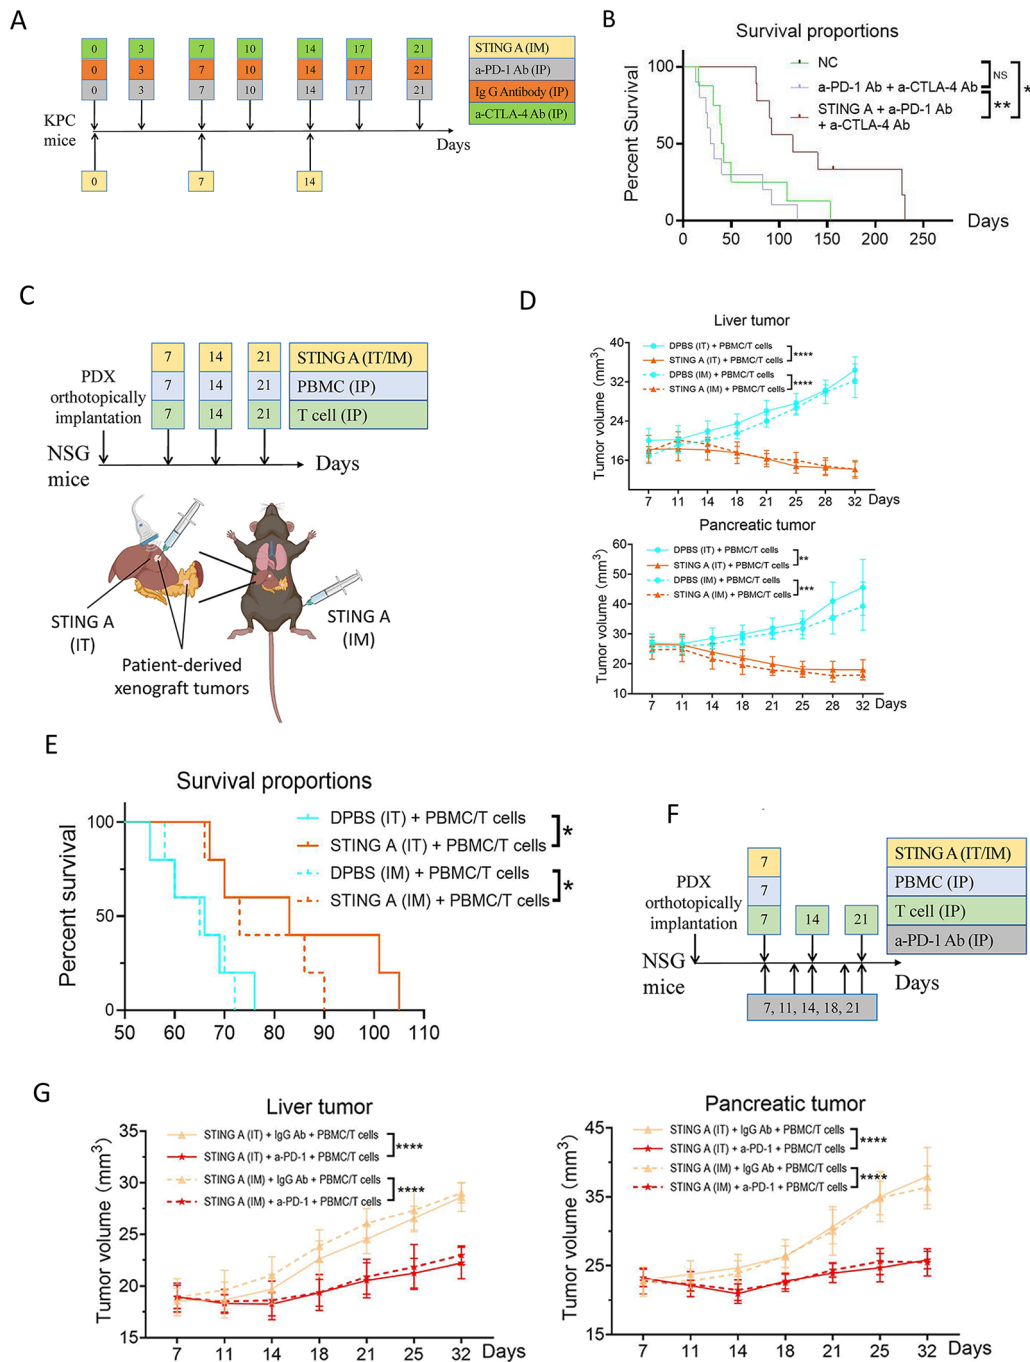 A
0 3 7 10 14 17 21
0 3 7 10 14 17 21
0 3 7 10 14 17 21
STING A (IM)
a-PD-1 Ab (IP)
Ig G Antibody (IP)
a-CTLA-4 Ab (IP)
KPC
mice
Days
0 7 14
B
Survival proportions
NC
a-PD-1 Ab + a-CTLA-4 Ab
STING A + a-PD-1 Ab
+ a-CTLA-4 Ab
NS
*
**
Percent Survival
100
50
0
0 50 100 150 200 250
Days
C
7 14 21
7 14 21
7 14 21
STING A (IT/IM)
PBMC (IP)
T cell (IP)
PDX
orthotopically
implantation
NSG
mice
Days
STING A
(IT)
STING A
(IM)
Patient-derived
xenograft tumors
D
Liver tumor
DPBS (IT) + PBMC/T cells
STING A (IT) + PBMC/T cells
DPBS (IM) + PBMC/T cells
STING A (IM) + PBMC/T cells
****
****
Tumor volume (mm³)
40
32
24
16
7 11 14 18 21 25 28 32 Days
Pancreatic tumor
DPBS (IT) + PBMC/T cells
STING A (IT) + PBMC/T cells
DPBS (IM) + PBMC/T cells
STING A (IM) + PBMC/T cells
**
***
Tumor volume (mm³)
60
50
40
30
20
10
7 11 14 18 21 25 28 32 Days
E
Survival proportions
DPBS (IT) + PBMC/T cells
STING A (IT) + PBMC/T cells
DPBS (IM) + PBMC/T cells
STING A (IM) + PBMC/T cells
*
*
Percent survival
100
50
0
50 60 70 80 90 100 110
F
7
7
7 14 21
STING A (IT/IM)
PBMC (IP)
T cell (IP)
a-PD-1 Ab (IP)
PDX
orthotopically
implantation
NSG
mice
Days
7, 11, 14, 18, 21
G
Liver tumor
STING A (IT) + IgG Ab + PBMC/T cells
STING A (IT) + a-PD-1 + PBMC/T cells
STING A (IM) + IgG Ab + PBMC/T cells
STING A (IM) + a-PD-1 + PBMC/T cells
****
****
Tumor volume (mm³)
35
30
25
20
15
7 11 14 18 21 25 32 Days
Pancreatic tumor
STING A (IT) + IgG Ab + PBMC/T cells
STING A (IT) + a-PD-1 + PBMC/T cells
STING A (IM) + IgG Ab + PBMC/T cells
STING A (IM) + a-PD-1 + PBMC/T cells
****
****
Tumor volume (mm³)
45
35
25
15
7 11 14 18 21 25 32 Days